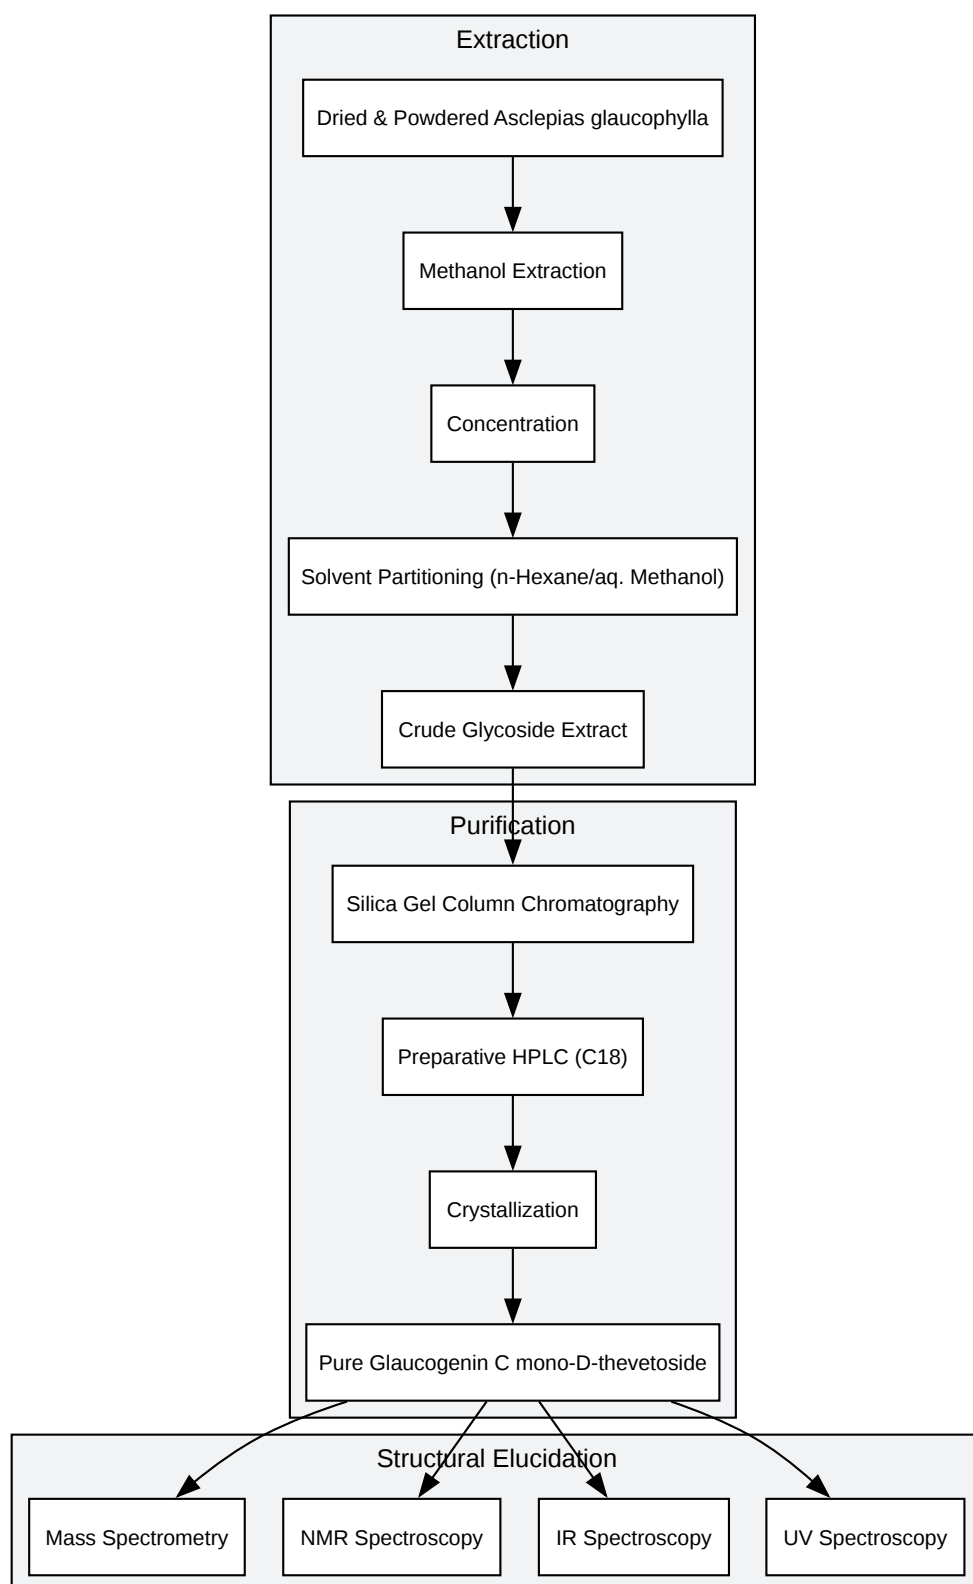 Extraction
Dried & Powdered Asclepias glaucophylla
Methanol Extraction
Concentration
Solvent Partitioning (n-Hexane/aq. Methanol)
Crude Glycoside Extract
Purification
Silica Gel Column Chromatography
Preparative HPLC (C18)
Crystallization
Pure Glaucogenin C mono-D-thevetoside
Structural Elucidation
Mass Spectrometry
NMR Spectroscopy
IR Spectroscopy
UV Spectroscopy